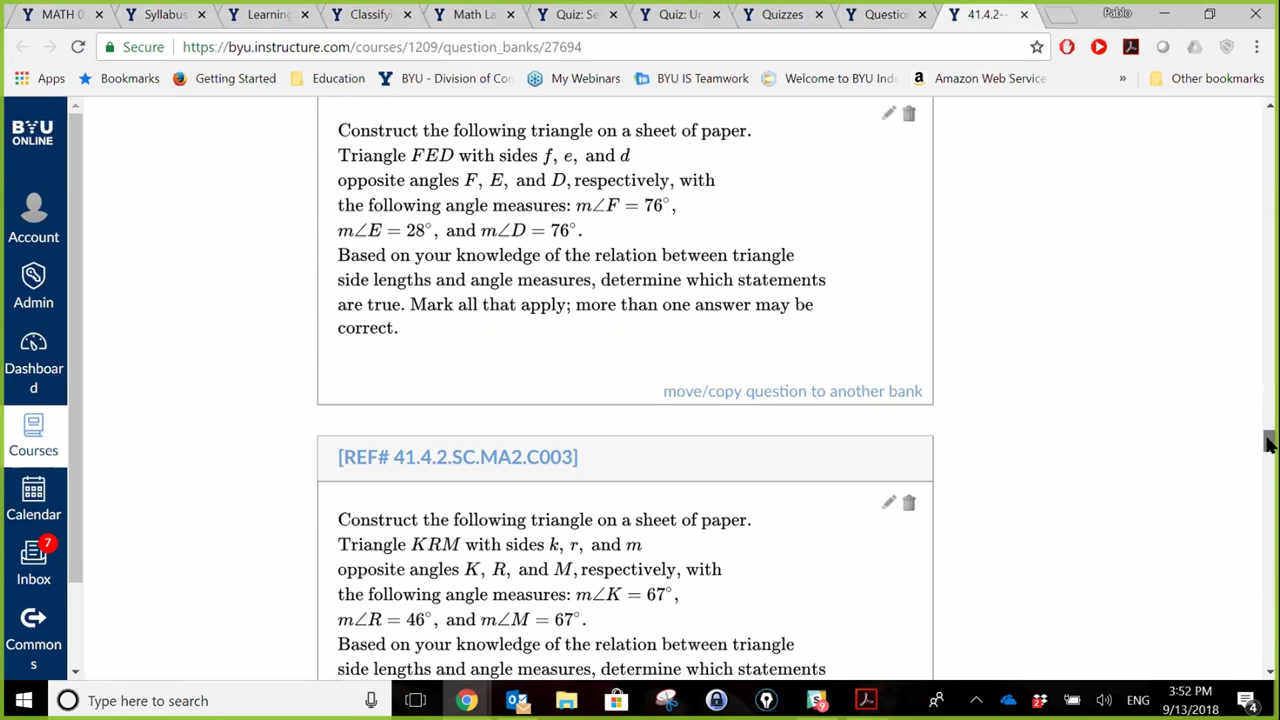 MATH 0
Syllabus
Learning
Classifyi
Math La
Quiz: Se
Quiz: Un
Quizzes
Question
41.4.2--
Pablo
Secure
https://byu.instructure.com/courses/1209/question_banks/27694
Apps
Bookmarks
Getting Started
Education
BYU - Division of Con
My Webinars
BYU IS Teamwork
Welcome to BYU Inde
Amazon Web Service
»
Other bookmarks
BYU
ONLINE
Account
Admin
Dashboar
d
Courses
Calendar
7
Inbox
Common
s
Construct the following triangle on a sheet of paper.
Triangle FED with sides f, e, and d
opposite angles F, E, and D, respectively, with
the following angle measures: m∠F = 76°,
m∠E = 28°, and m∠D = 76°.
Based on your knowledge of the relation between triangle
side lengths and angle measures, determine which statements
are true. Mark all that apply; more than one answer may be
correct.
move/copy question to another bank
[REF# 41.4.2.SC.MA2.C003]
Construct the following triangle on a sheet of paper.
Triangle KRM with sides k, r, and m
opposite angles K, R, and M, respectively, with
the following angle measures: m∠K = 67°,
m∠R = 46°, and m∠M = 67°.
Based on your knowledge of the relation between triangle
side lengths and angle measures, determine which statements
Type here to search
ENG
3:52 PM
9/13/2018
4